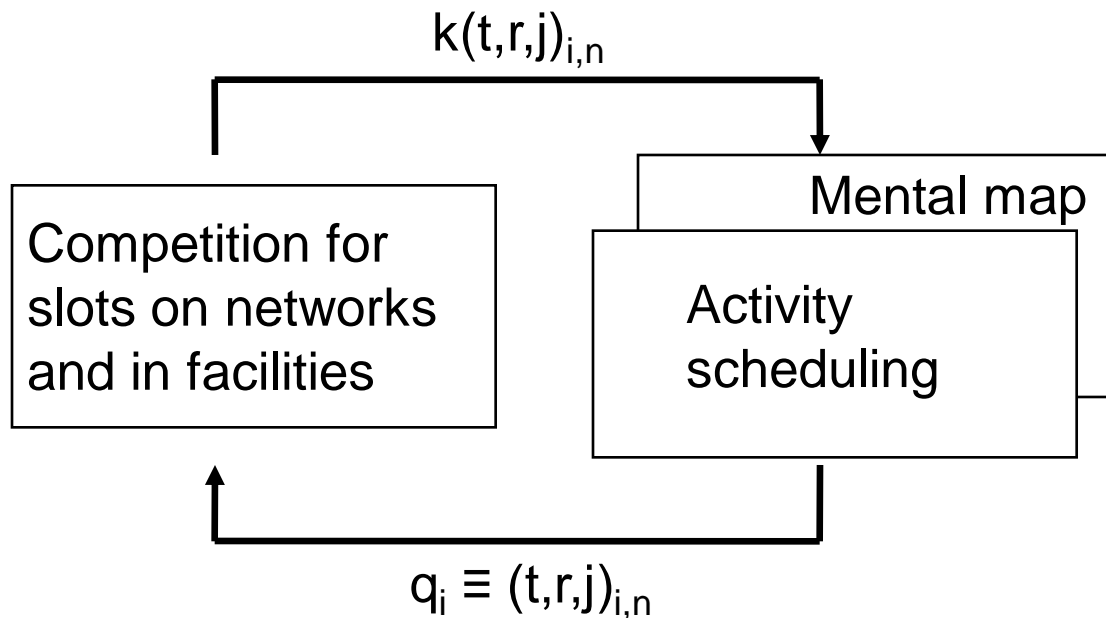 k(t,r,j)i,n
Mental map
Competition for
slots on networks
and in facilities
Activity
scheduling
qi ≡ (t,r,j)i,n